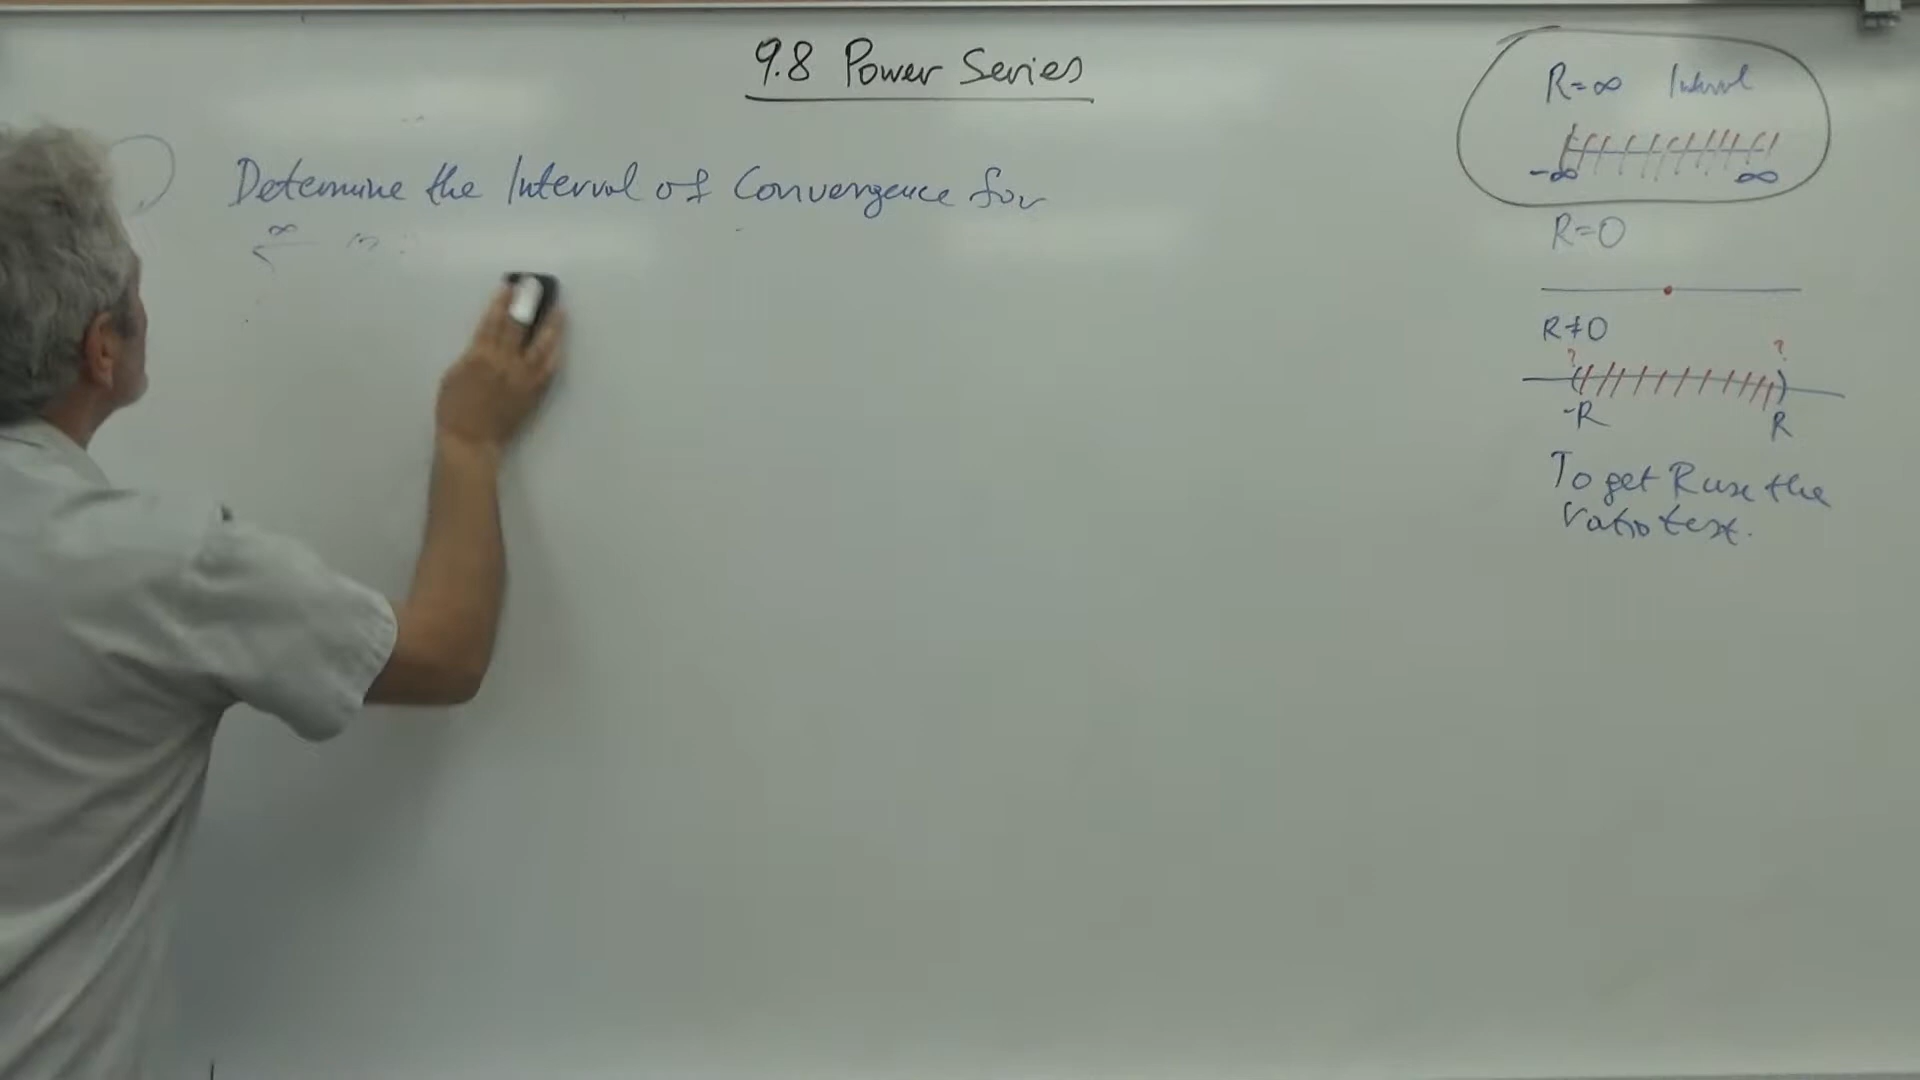 9.8 Power Series
Determine the Interval of Convergence for
∞
R=∞ Interval
-∞ ∞
R=0
R≠0
? ?
-R R
To get R use the
ratio test.